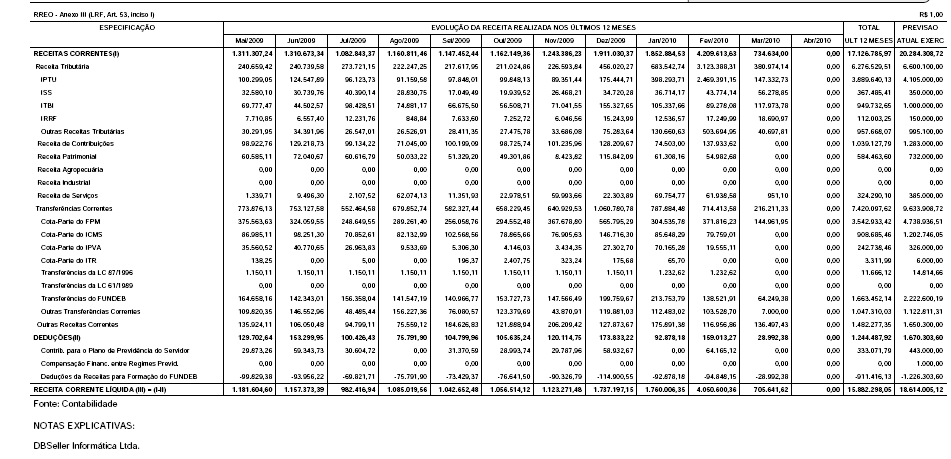 RREO - Anexo III (LRF, Art. 53, inciso I) R$ 1,00
ESPECIFICAÇÃO EVOLUÇÃO DA RECEITA REALIZADA NOS ÚLTIMOS 12 MESES TOTAL PREVISAO
Mai/2009 Jun/2009 Jul/2009 Ago/2009 Set/2009 Out/2009 Nov/2009 Dez/2009 Jan/2010 Fev/2010 Mar/2010 Abr/2010 ULT 12 MESES ATUAL EXERC
RECEITAS CORRENTES(I) 1.311.307,24 1.310.673,34 1.082.843,37 1.160.811,46 1.147.452,44 1.162.149,36 1.243.386,23 1.911.030,37 1.852.884,53 4.209.613,63 734.634,00 0,00 17.126.785,97 20.284.308,72
Receita Tributária 240.659,42 240.739,58 273.721,15 222.247,25 217.617,95 211.024,86 226.593,84 456.020,27 683.544,72 3.123.388,31 380.974,14 0,00 6.276.529,51 6.600.100,00
IPTU 100.299,05 124.547,89 96.123,73 91.159,58 97.848,01 99.848,13 89.351,44 175.444,71 398.293,71 2.469.391,15 147.332,73 0,00 3.889.640,13 4.105.000,00
ISS 32.580,10 30.739,76 40.390,14 28.830,75 17.049,49 19.939,52 26.468,21 34.720,28 36.714,17 43.774,14 56.278,85 0,00 367.485,41 350.000,00
ITBI 69.777,47 44.502,57 98.428,51 74.881,17 66.675,50 56.508,71 71.041,55 155.327,65 105.337,66 89.278,08 117.973,78 0,00 949.732,65 1.000.000,00
IRRF 7.710,85 6.557,40 12.231,76 848,84 7.633,60 7.252,72 6.046,56 15.243,99 12.536,57 17.249,99 18.690,97 0,00 112.003,25 150.000,00
Outras Receitas Tributárias 30.291,95 34.391,96 26.547,01 26.526,91 28.411,35 27.475,78 33.686,08 75.283,64 130.660,63 503.694,95 40.697,81 0,00 957.668,07 995.100,00
Receita de Contribuições 98.922,76 129.218,73 99.134,22 71.045,00 100.199,09 98.725,74 101.235,96 128.209,67 74.503,00 137.933,62 0,00 0,00 1.039.127,79 1.283.000,00
Receita Patrimonial 60.585,11 72.040,67 60.616,79 50.033,22 51.329,20 49.301,86 8.423,82 115.842,09 61.308,16 54.982,68 0,00 0,00 584.463,60 732.000,00
Receita Agropecuária 0,00 0,00 0,00 0,00 0,00 0,00 0,00 0,00 0,00 0,00 0,00 0,00 0,00 0,00
Receita Industrial 0,00 0,00 0,00 0,00 0,00 0,00 0,00 0,00 0,00 0,00 0,00 0,00 0,00 0,00
Receita de Serviços 1.339,71 9.496,30 2.107,52 62.074,13 11.351,93 22.978,51 59.993,66 22.303,89 69.754,77 61.938,58 951,10 0,00 324.290,10 385.000,00
Transferências Correntes 773.876,13 753.127,58 552.464,58 679.852,74 582.327,44 658.229,45 640.929,53 1.060.780,78 787.884,48 714.413,58 216.211,33 0,00 7.420.097,62 9.633.908,72
Cota-Parte do FPM 375.563,63 324.059,55 248.649,55 289.261,40 256.058,76 294.552,48 367.678,80 565.795,29 304.535,78 371.816,23 144.961,95 0,00 3.542.933,42 4.738.936,51
Cota-Parte do ICMS 86.985,11 98.251,30 70.852,61 82.132,99 102.568,56 78.865,66 76.905,63 146.716,30 85.648,29 79.759,01 0,00 0,00 908.685,46 1.202.746,05
Cota-Parte do IPVA 35.560,52 40.770,65 26.963,83 9.533,69 5.306,30 4.146,03 3.434,35 27.302,70 70.165,28 19.555,11 0,00 0,00 242.738,46 326.000,00
Cota-Parte do ITR 138,25 0,00 5,00 0,00 196,37 2.407,75 323,24 175,68 65,70 0,00 0,00 0,00 3.311,99 6.000,00
Transferências da LC 87/1996 1.150,11 1.150,11 1.150,11 1.150,11 1.150,11 1.150,11 1.150,11 1.150,11 1.232,62 1.232,62 0,00 0,00 11.666,12 14.814,66
Transferências da LC 61/1989 0,00 0,00 0,00 0,00 0,00 0,00 0,00 0,00 0,00 0,00 0,00 0,00 0,00 0,00
Transferências do FUNDEB 164.658,16 142.343,01 156.358,04 141.547,19 140.966,77 153.727,73 147.566,49 199.759,67 213.753,79 138.521,91 64.249,38 0,00 1.663.452,14 2.222.600,19
Outras Transferências Correntes 109.820,35 146.552,96 48.485,44 156.227,36 76.080,57 123.379,69 43.870,91 119.881,03 112.483,02 103.528,70 7.000,00 0,00 1.047.310,03 1.122.811,31
Outras Receitas Correntes 135.924,11 106.050,48 94.799,11 75.559,12 184.626,83 121.888,94 206.209,42 127.873,67 175.891,38 116.956,86 136.497,43 0,00 1.482.277,35 1.650.300,00
DEDUÇÕES(II) 129.702,64 153.299,95 100.426,43 75.791,90 104.799,96 105.635,24 120.114,75 173.833,22 92.878,18 159.013,27 28.992,38 0,00 1.244.487,92 1.670.303,60
Contrib. para o Plano de Previdência do Servidor 29.873,26 59.343,73 30.604,72 0,00 31.370,59 28.993,74 29.787,96 58.932,67 0,00 64.165,12 0,00 0,00 333.071,79 443.000,00
Compensação Financ. entre Regimes Previd. 0,00 0,00 0,00 0,00 0,00 0,00 0,00 0,00 0,00 0,00 0,00 0,00 0,00 1.000,00
Deduções da Receitas para Formação do FUNDEB -99.829,38 -93.956,22 -69.821,71 -75.791,90 -73.429,37 -76.641,50 -90.326,79 -114.900,55 -92.878,18 -94.848,15 -28.992,38 0,00 -911.416,13 -1.226.303,60
RECEITA CORRENTE LÍQUIDA (III) = (I-II) 1.181.604,60 1.157.373,39 982.416,94 1.085.019,56 1.042.652,48 1.056.514,12 1.123.271,48 1.737.197,15 1.760.006,35 4.050.600,36 705.641,62 0,00 15.882.298,05 18.614.005,12
Fonte: Contabilidade
NOTAS EXPLICATIVAS:
DBSeller Informática Ltda.